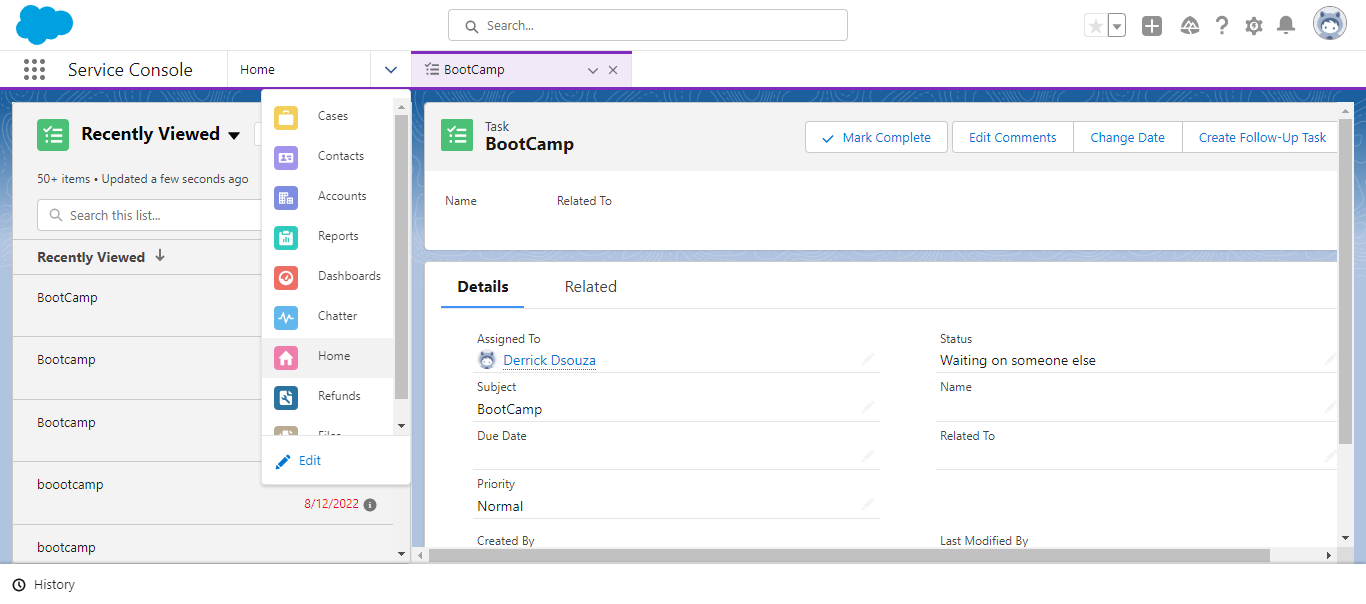 Search...
Service Console
Home
BootCamp
Recently Viewed
50+ items • Updated a few seconds ago
Search this list...
Recently Viewed
BootCamp
Bootcamp
Bootcamp
boootcamp
8/12/2022
bootcamp
Cases
Contacts
Accounts
Reports
Dashboards
Chatter
Home
Refunds
Files
Edit
Task
BootCamp
Mark Complete
Edit Comments
Change Date
Create Follow-Up Task
Name
Related To
Details
Related
Assigned To
Derrick Dsouza
Status
Waiting on someone else
Subject
BootCamp
Name
Due Date
Related To
Priority
Normal
Created By
Last Modified By
History